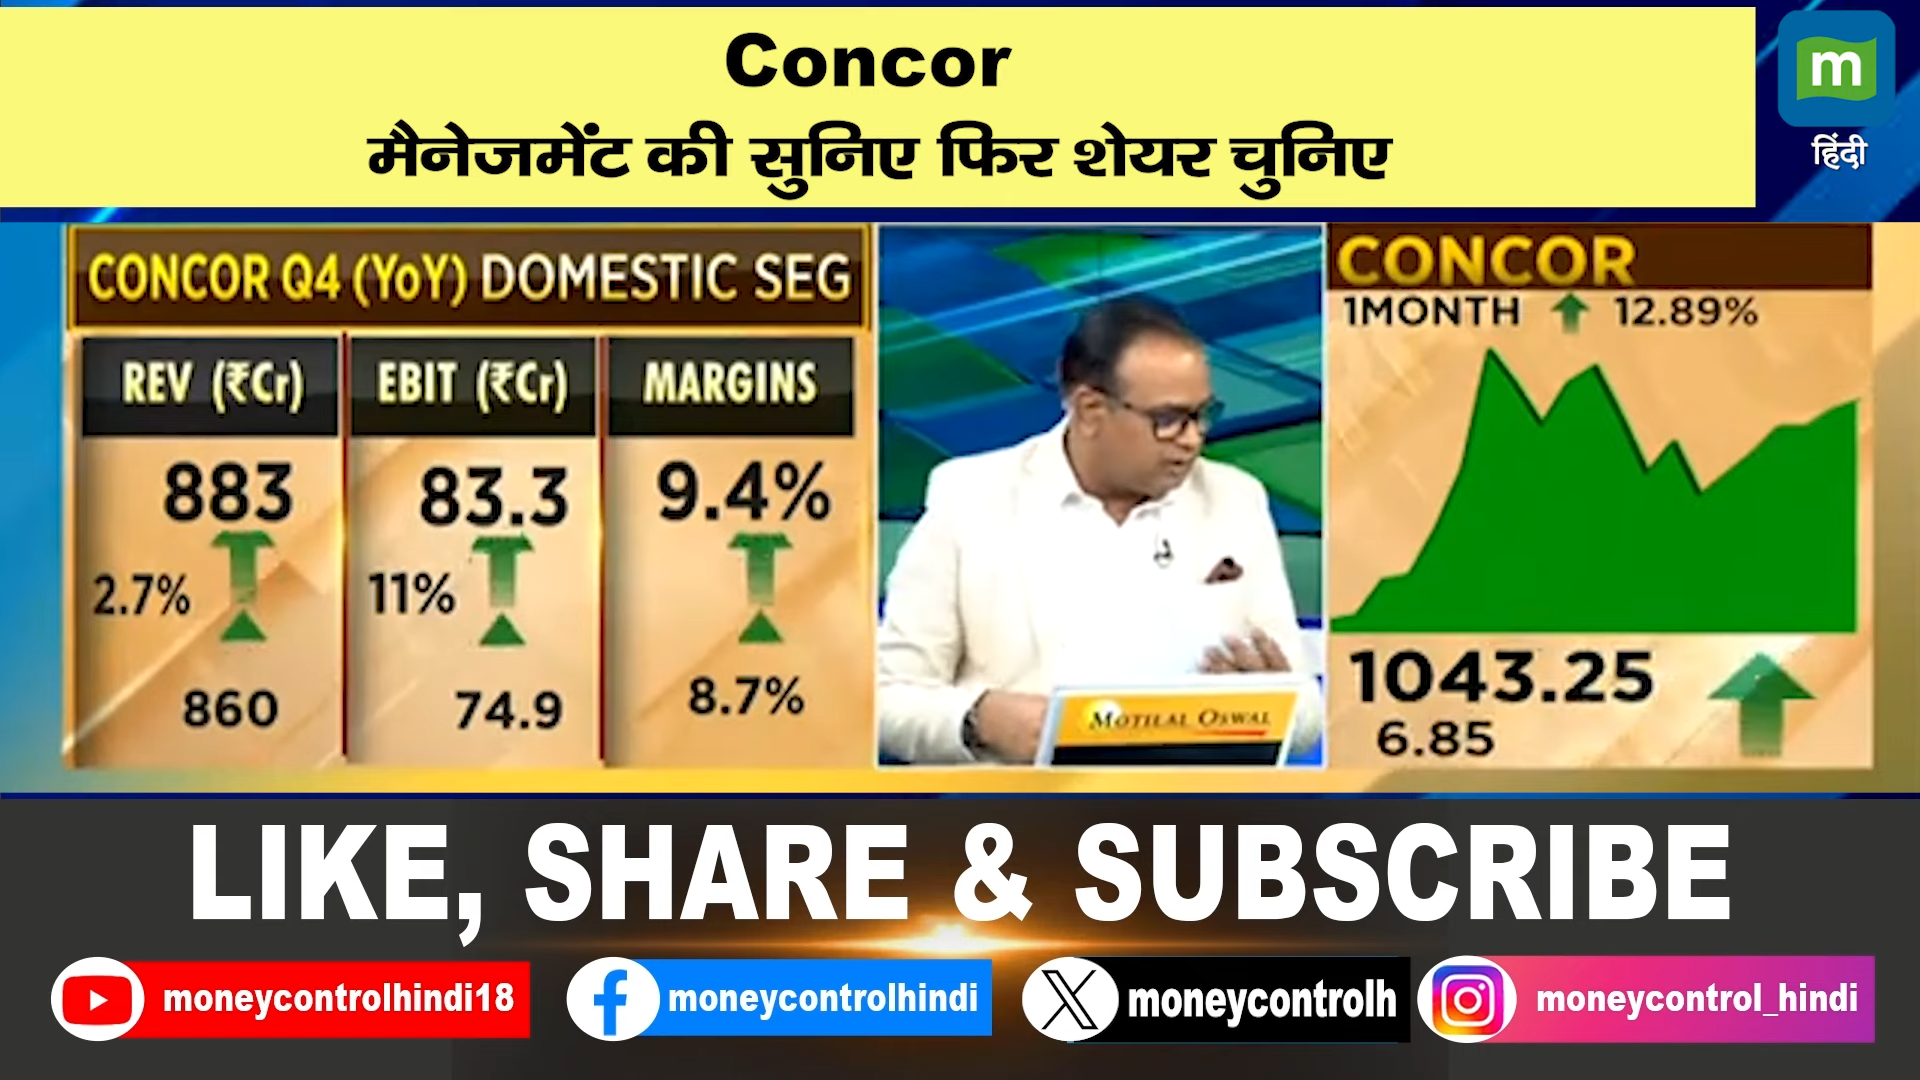 Concor
मैनेजमेंट की सुनिए फिर शेयर चुनिए
m
हिंदी
CONCOR Q4 (YoY) DOMESTIC SEG
REV (₹Cr) EBIT (₹Cr) MARGINS
883 83.3 9.4%
2.7% 11%
860 74.9 8.7%
MOTILAL OSWAL
CONCOR
1MONTH 12.89%
1043.25
6.85
LIKE, SHARE & SUBSCRIBE
moneycontrolhindi18 moneycontrolhindi moneycontrolh moneycontrol_hindi